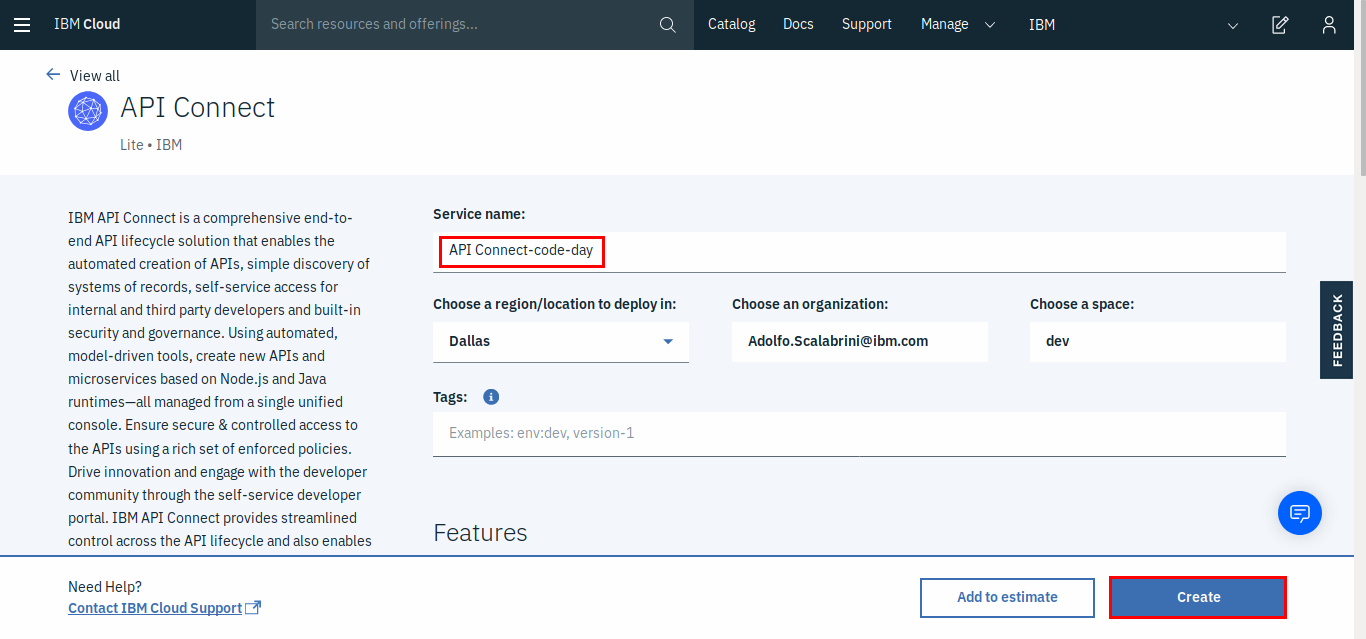 IBM Cloud
Search resources and offerings...
Catalog
Docs
Support
Manage
IBM
View all
API Connect
Lite • IBM
IBM API Connect is a comprehensive end-to-
end API lifecycle solution that enables the
automated creation of APIs, simple discovery of
systems of records, self-service access for
internal and third party developers and built-in
security and governance. Using automated,
model-driven tools, create new APIs and
microservices based on Node.js and Java
runtimes—all managed from a single unified
console. Ensure secure & controlled access to
the APIs using a rich set of enforced policies.
Drive innovation and engage with the developer
community through the self-service developer
portal. IBM API Connect provides streamlined
control across the API lifecycle and also enables
Service name:
API Connect-code-day
Choose a region/location to deploy in:
Dallas
Choose an organization:
Adolfo.Scalabrini@ibm.com
Choose a space:
dev
Tags:
Examples: env:dev, version-1
Features
FEEDBACK
Need Help?
Contact IBM Cloud Support
Add to estimate
Create